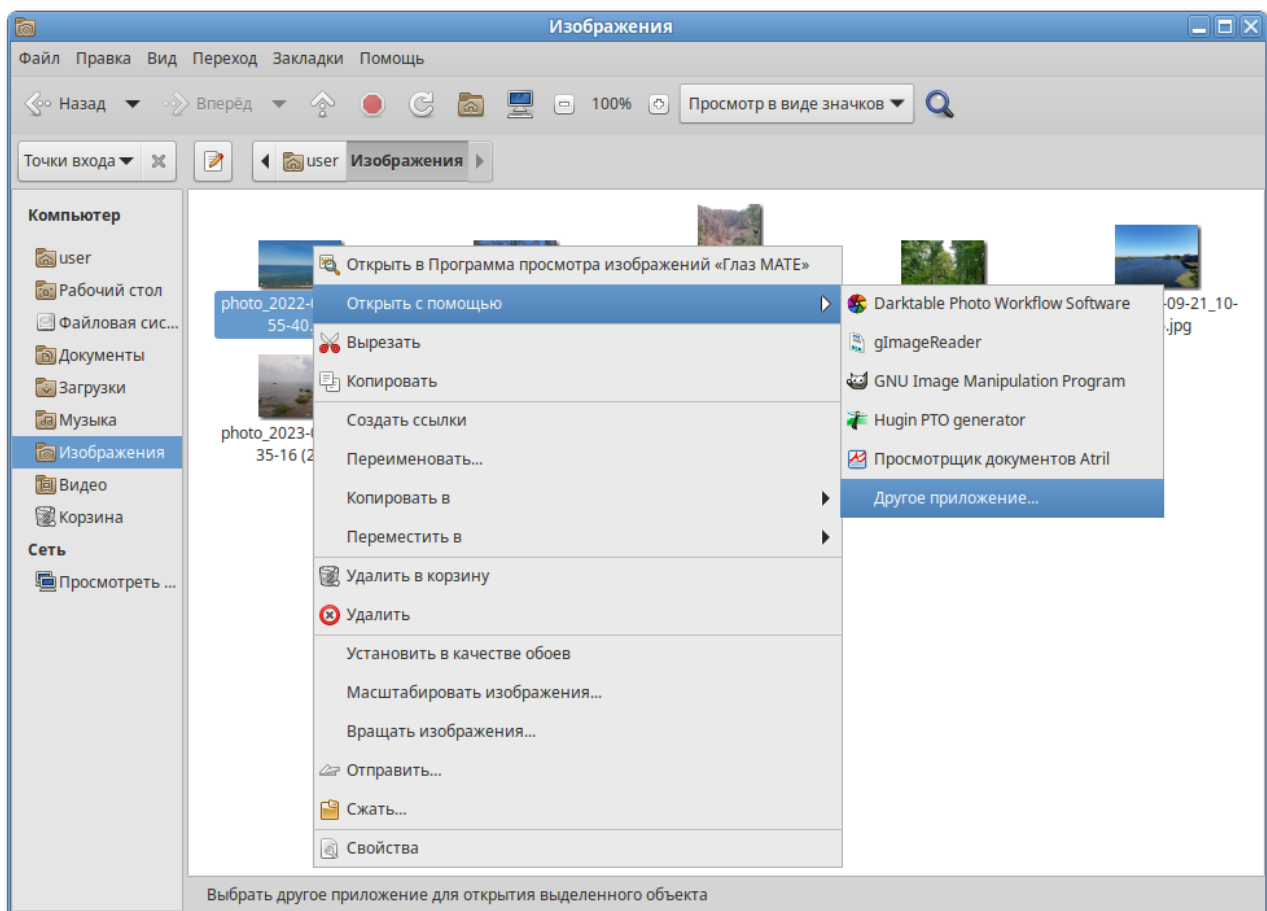 Изображения
Файл Правка Вид Переход Закладки Помощь
Назад Вперёд 100% Просмотр в виде значков
Точки входа user Изображения
Компьютер
user
Рабочий стол
Файловая сис...
Документы
Загрузки
Музыка
Изображения
Видео
Корзина
Сеть
Просмотреть ...
photo_2022-
55-40.
photo_2023-
35-16 (2
-09-21_10-
.jpg
Открыть в Программа просмотра изображений «Глаз MATE»
Открыть с помощью
Вырезать
Копировать
Создать ссылки
Переименовать...
Копировать в
Переместить в
Удалить в корзину
Удалить
Установить в качестве обоев
Масштабировать изображения...
Вращать изображения...
Отправить...
Сжать...
Свойства
Darktable Photo Workflow Software
gImageReader
GNU Image Manipulation Program
Hugin PTO generator
Просмотрщик документов Atril
Другое приложение...
Выбрать другое приложение для открытия выделенного объекта